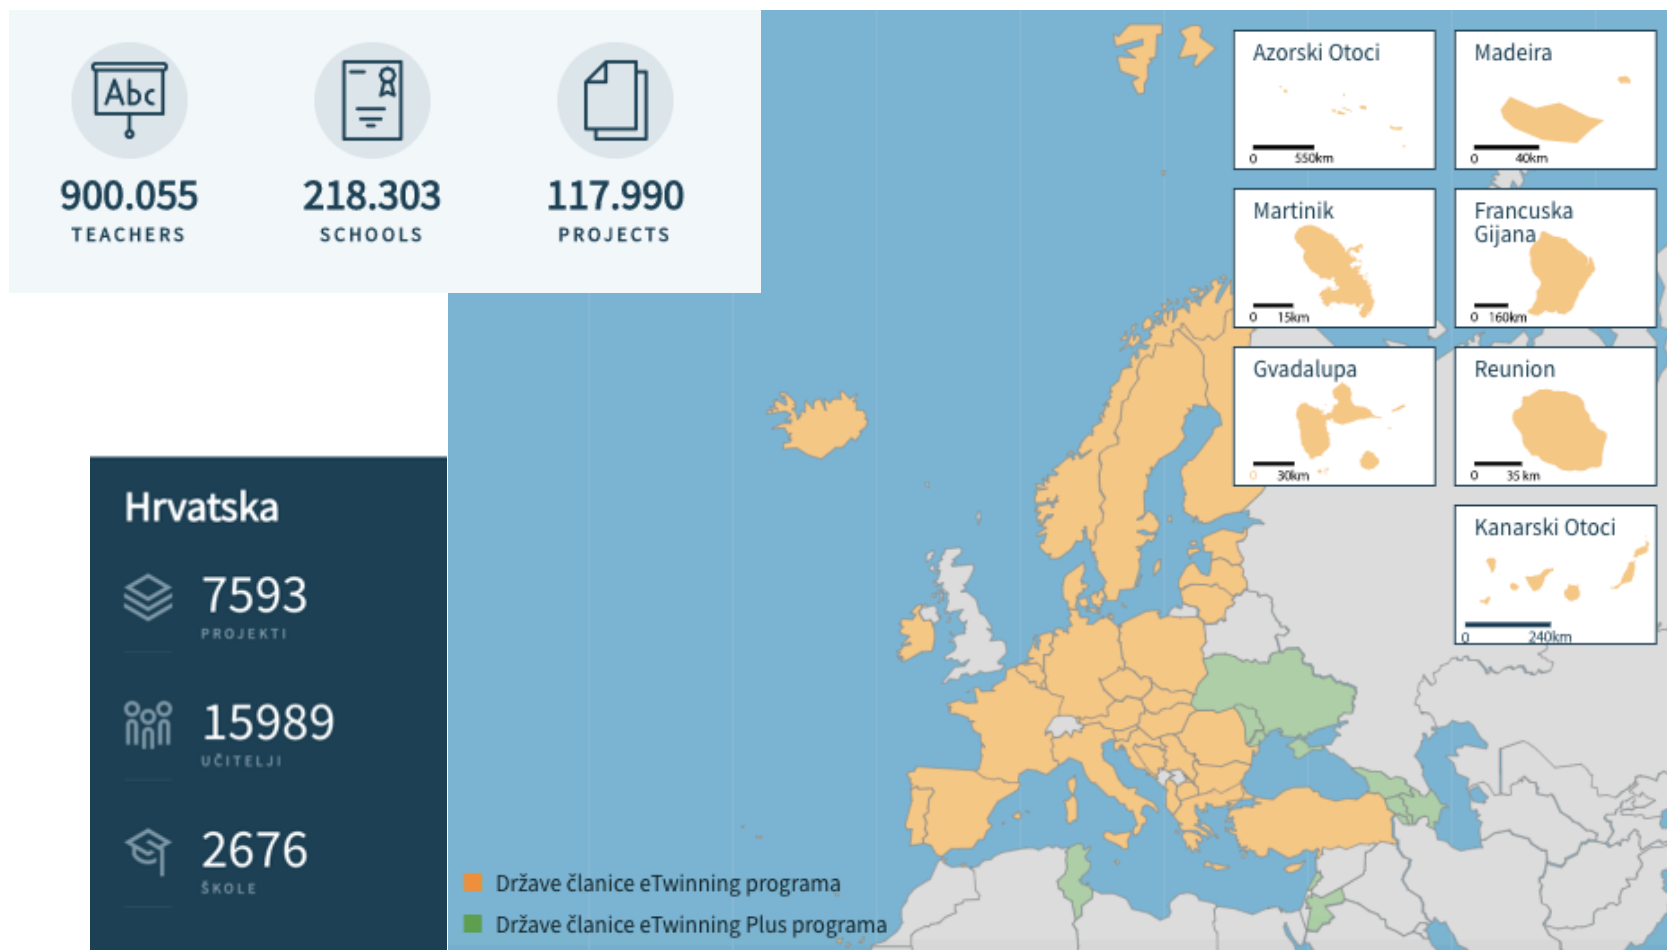 Abc
900.055
TEACHERS
218.303
SCHOOLS
117.990
PROJECTS
Hrvatska
7593
PROJEKTI
15989
UČITELJI
2676
ŠKOLE
Azorski Otoci
0 550km
Madeira
0 40km
Martinik
0 15km
Francuska
Gijana
0 160km
Gvadalupa
0 30km
Reunion
0 35 km
Kanarski Otoci
0 240km
Države članice eTwinning programa
Države članice eTwinning Plus programa